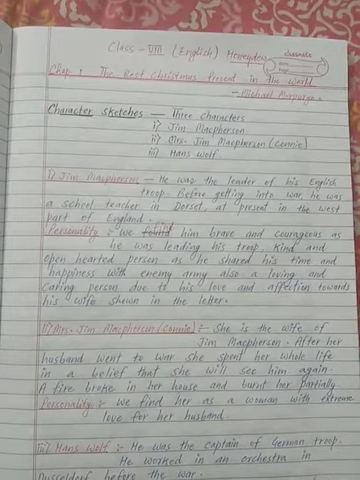 Class - VIII (English) Honeydew
Chap: The Best Christmas Present in the world
- Michael Morpurgo.
Character sketches — Three characters
i) Jim Macpherson
ii) Mrs. Jim Macpherson (Connie)
iii) Hans wolf.
i) Jim Macpherson — He was the leader of his English
troop. Before getting into war, he was
a school teacher in Dorset, at present in the west
part of England.
Personality :- We found him brave and courageous as
he was leading his troop, kind and
open hearted person as he shared his time and
happiness with enemy army also a loving and
caring person due to his love and affection towards
his wife shown in the letter.
ii) Mrs. Jim Macpherson (Connie) :- She is the wife of
Jim Macpherson. After her
husband went to war she spent her whole life
in a belief that she will see him again.
A fire broke in her house and burnt her partially.
Personality :- we find her as a woman with extreme
love for her husband.
iii) Hans wolf :- He was the captain of German troop.
He worked in an orchestra in
Dusseldorf before the war.